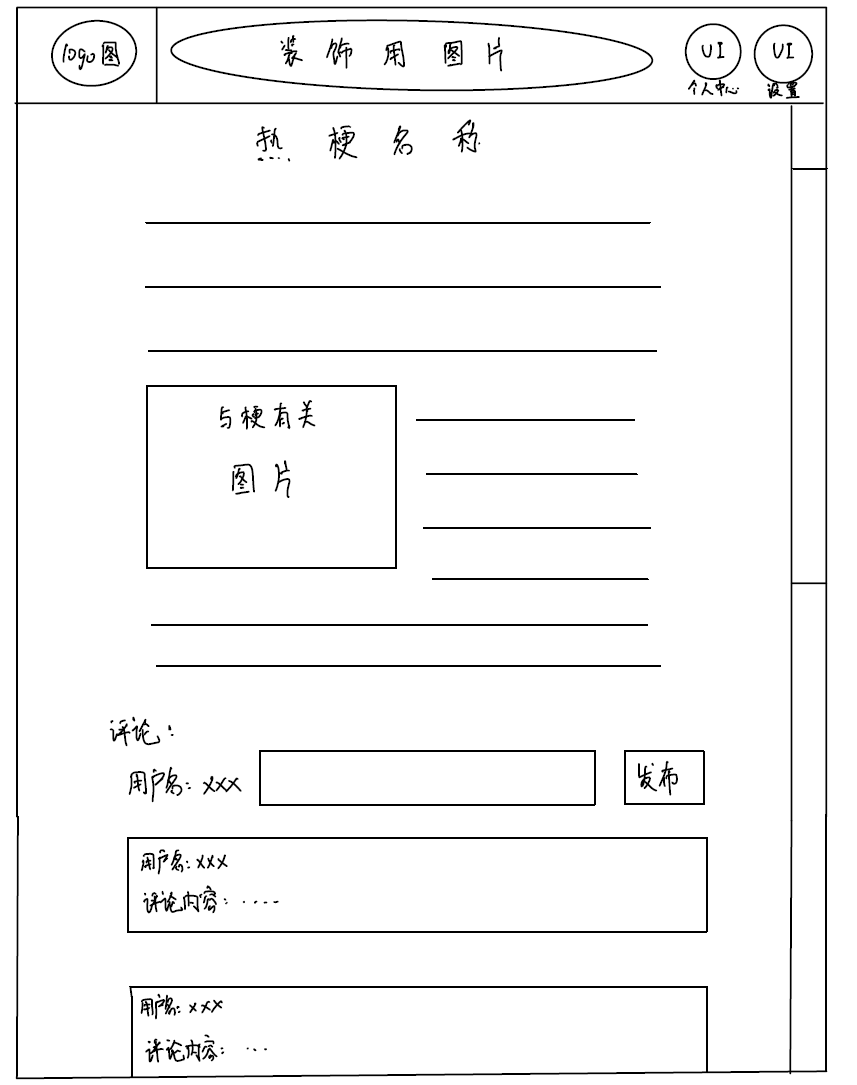 logo图
装饰用图片
UI
UI
个人中心
设置
热梗名称
与梗有关
图片
评论：
用户名：xxx
发布
用户名：xxx
评论内容：····
用户名：xxx
评论内容：···